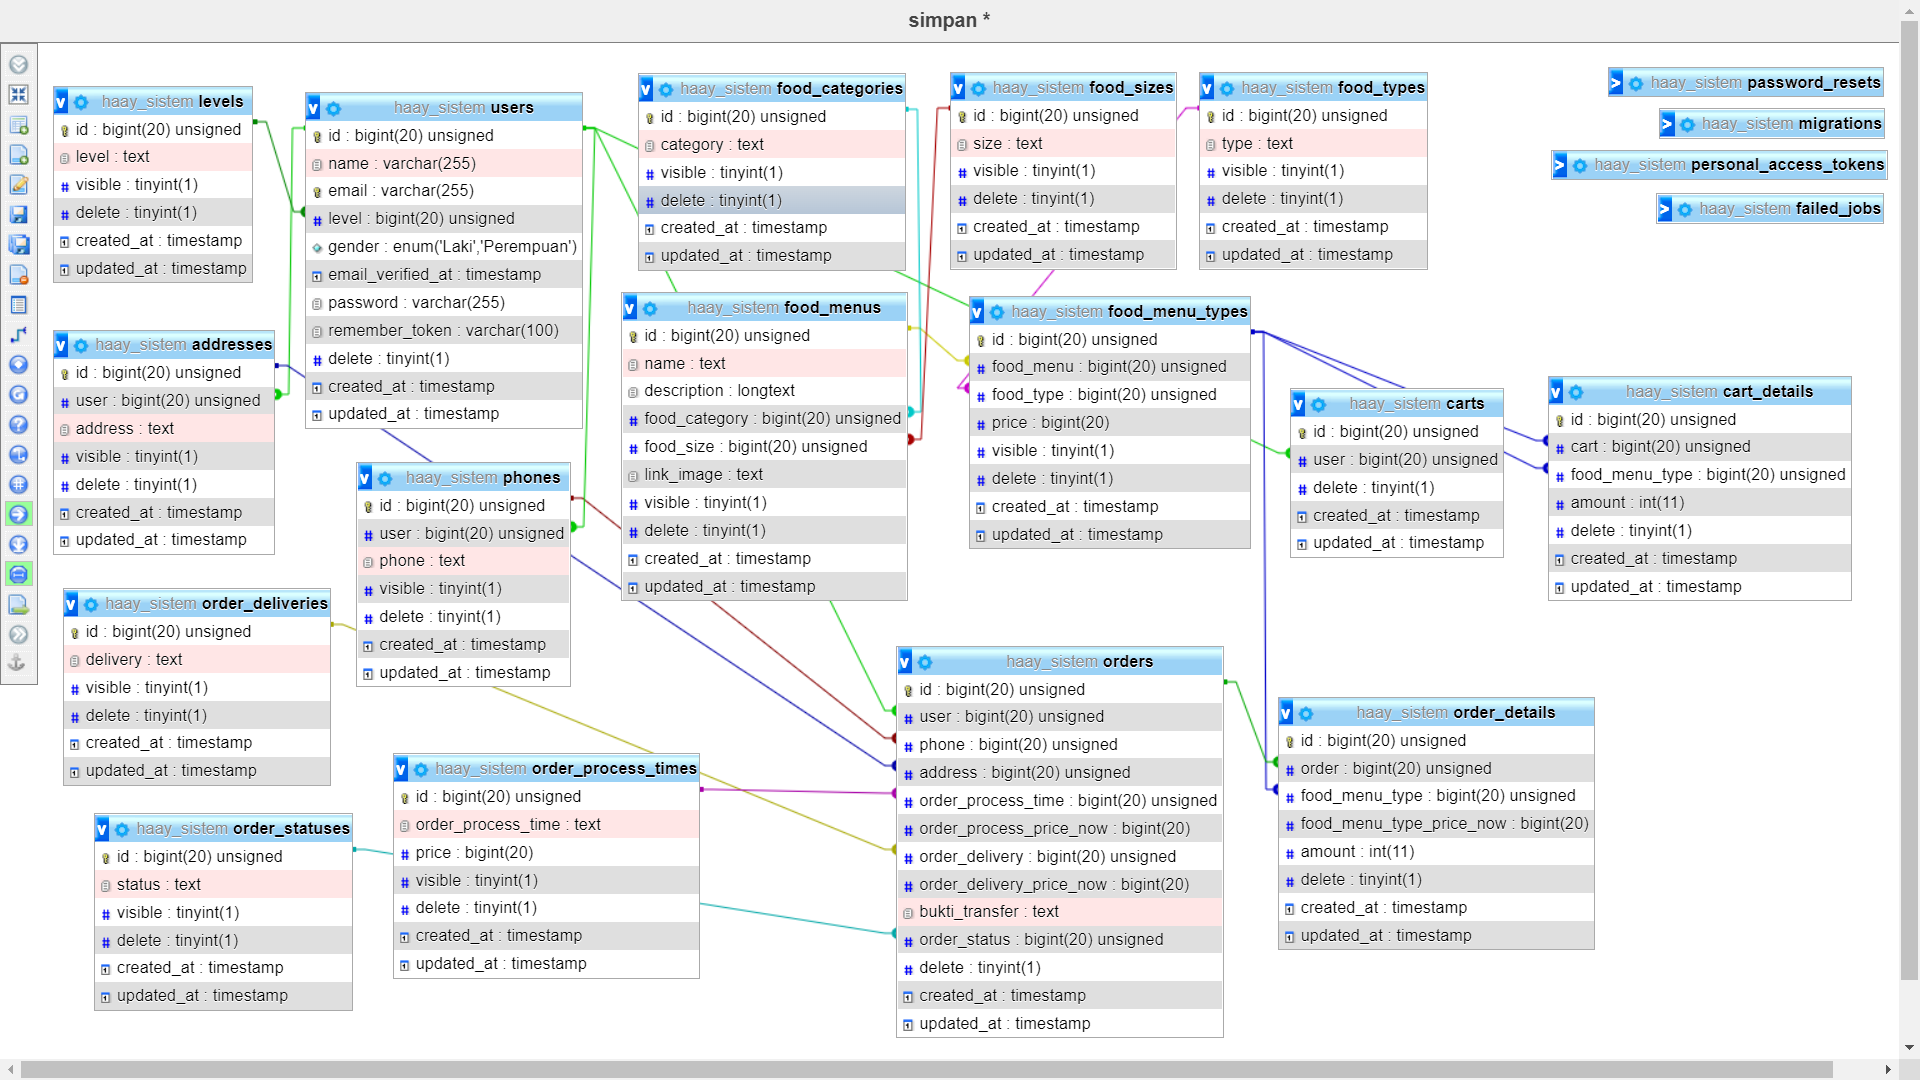 simpan *
haay_sistem levels
id : bigint(20) unsigned
level : text
visible : tinyint(1)
delete : tinyint(1)
created_at : timestamp
updated_at : timestamp
haay_sistem users
id : bigint(20) unsigned
name : varchar(255)
email : varchar(255)
level : bigint(20) unsigned
gender : enum('Laki','Perempuan')
email_verified_at : timestamp
password : varchar(255)
remember_token : varchar(100)
delete : tinyint(1)
created_at : timestamp
updated_at : timestamp
haay_sistem food_categories
id : bigint(20) unsigned
category : text
visible : tinyint(1)
delete : tinyint(1)
created_at : timestamp
updated_at : timestamp
haay_sistem food_sizes
id : bigint(20) unsigned
size : text
visible : tinyint(1)
delete : tinyint(1)
created_at : timestamp
updated_at : timestamp
haay_sistem food_types
id : bigint(20) unsigned
type : text
visible : tinyint(1)
delete : tinyint(1)
created_at : timestamp
updated_at : timestamp
haay_sistem password_resets
haay_sistem migrations
haay_sistem personal_access_tokens
haay_sistem failed_jobs
haay_sistem addresses
id : bigint(20) unsigned
user : bigint(20) unsigned
address : text
visible : tinyint(1)
delete : tinyint(1)
created_at : timestamp
updated_at : timestamp
haay_sistem phones
id : bigint(20) unsigned
user : bigint(20) unsigned
phone : text
visible : tinyint(1)
delete : tinyint(1)
created_at : timestamp
updated_at : timestamp
haay_sistem food_menus
id : bigint(20) unsigned
name : text
description : longtext
food_category : bigint(20) unsigned
food_size : bigint(20) unsigned
link_image : text
visible : tinyint(1)
delete : tinyint(1)
created_at : timestamp
updated_at : timestamp
haay_sistem food_menu_types
id : bigint(20) unsigned
food_menu : bigint(20) unsigned
food_type : bigint(20) unsigned
price : bigint(20)
visible : tinyint(1)
delete : tinyint(1)
created_at : timestamp
updated_at : timestamp
haay_sistem carts
id : bigint(20) unsigned
user : bigint(20) unsigned
delete : tinyint(1)
created_at : timestamp
updated_at : timestamp
haay_sistem cart_details
id : bigint(20) unsigned
cart : bigint(20) unsigned
food_menu_type : bigint(20) unsigned
amount : int(11)
delete : tinyint(1)
created_at : timestamp
updated_at : timestamp
haay_sistem order_deliveries
id : bigint(20) unsigned
delivery : text
visible : tinyint(1)
delete : tinyint(1)
created_at : timestamp
updated_at : timestamp
haay_sistem order_statuses
id : bigint(20) unsigned
status : text
visible : tinyint(1)
delete : tinyint(1)
created_at : timestamp
updated_at : timestamp
haay_sistem order_process_times
id : bigint(20) unsigned
order_process_time : text
price : bigint(20)
visible : tinyint(1)
delete : tinyint(1)
created_at : timestamp
updated_at : timestamp
haay_sistem orders
id : bigint(20) unsigned
user : bigint(20) unsigned
phone : bigint(20) unsigned
address : bigint(20) unsigned
order_process_time : bigint(20) unsigned
order_process_price_now : bigint(20)
order_delivery : bigint(20) unsigned
order_delivery_price_now : bigint(20)
bukti_transfer : text
order_status : bigint(20) unsigned
delete : tinyint(1)
created_at : timestamp
updated_at : timestamp
haay_sistem order_details
id : bigint(20) unsigned
order : bigint(20) unsigned
food_menu_type : bigint(20) unsigned
food_menu_type_price_now : bigint(20)
amount : int(11)
delete : tinyint(1)
created_at : timestamp
updated_at : timestamp